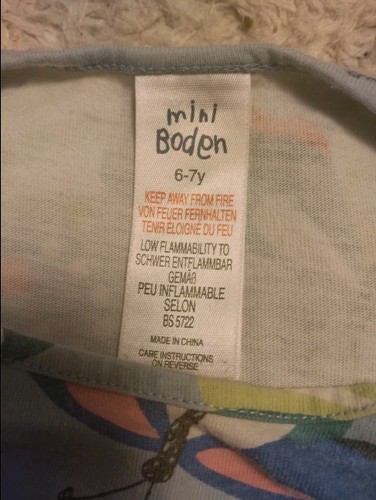 mini
Boden
6-7y
KEEP AWAY FROM FIRE
VON FEUER FERNHALTEN
TENIR ÉLOIGNÉ DU FEU
LOW FLAMMABILITY TO
SCHWER ENTFLAMMBAR
GEMÄß
PEU INFLAMMABLE
SELON
BS 5722
MADE IN CHINA
CARE INSTRUCTIONS
ON REVERSE